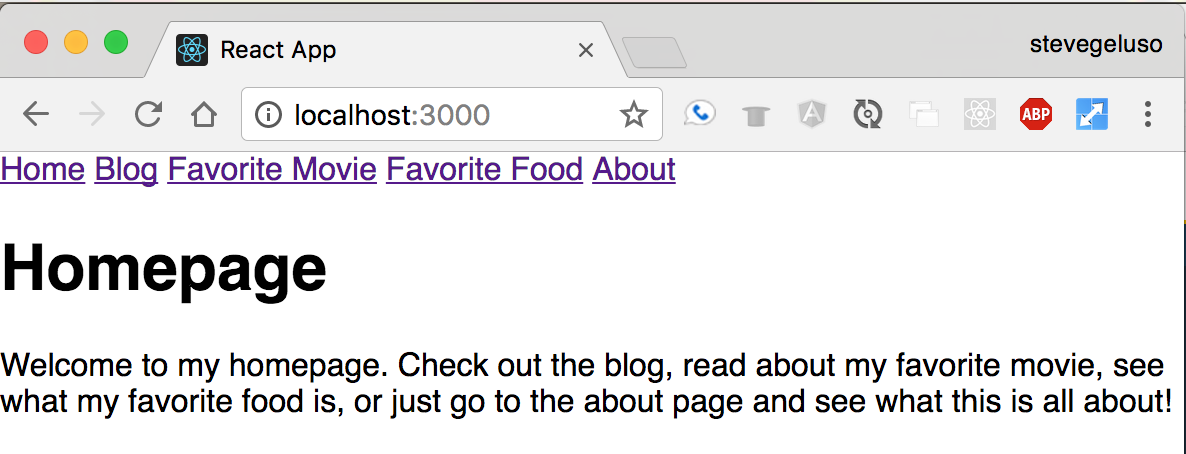 React App
stevegeluso
localhost:3000
ABP
Home Blog Favorite Movie Favorite Food About
Homepage
Welcome to my homepage. Check out the blog, read about my favorite movie, see
what my favorite food is, or just go to the about page and see what this is all about!